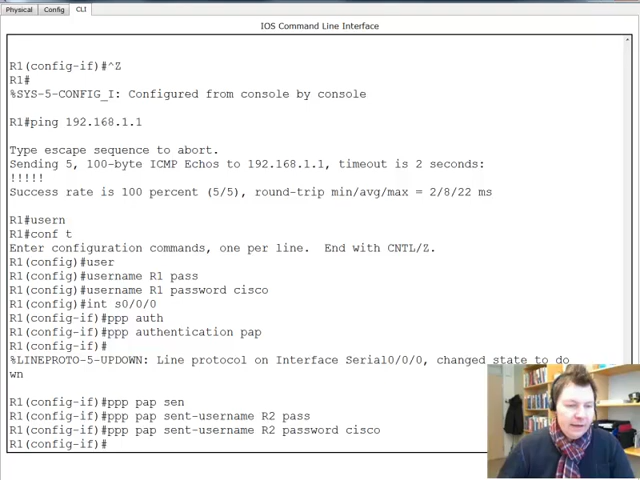 Physical Config CLI
IOS Command Line Interface
R1(config-if)#^Z
R1#
%SYS-5-CONFIG_I: Configured from console by console
R1#ping 192.168.1.1
Type escape sequence to abort.
Sending 5, 100-byte ICMP Echos to 192.168.1.1, timeout is 2 seconds:
!!!!!
Success rate is 100 percent (5/5), round-trip min/avg/max = 2/8/22 ms
R1#usern
R1#conf t
Enter configuration commands, one per line.  End with CNTL/Z.
R1(config)#user
R1(config)#username R1 pass
R1(config)#username R1 password cisco
R1(config)#int s0/0/0
R1(config-if)#ppp auth
R1(config-if)#ppp authentication pap
R1(config-if)#
%LINEPROTO-5-UPDOWN: Line protocol on Interface Serial0/0/0, changed state to do
wn
R1(config-if)#ppp pap sen
R1(config-if)#ppp pap sent-username R2 pass
R1(config-if)#ppp pap sent-username R2 password cisco
R1(config-if)#